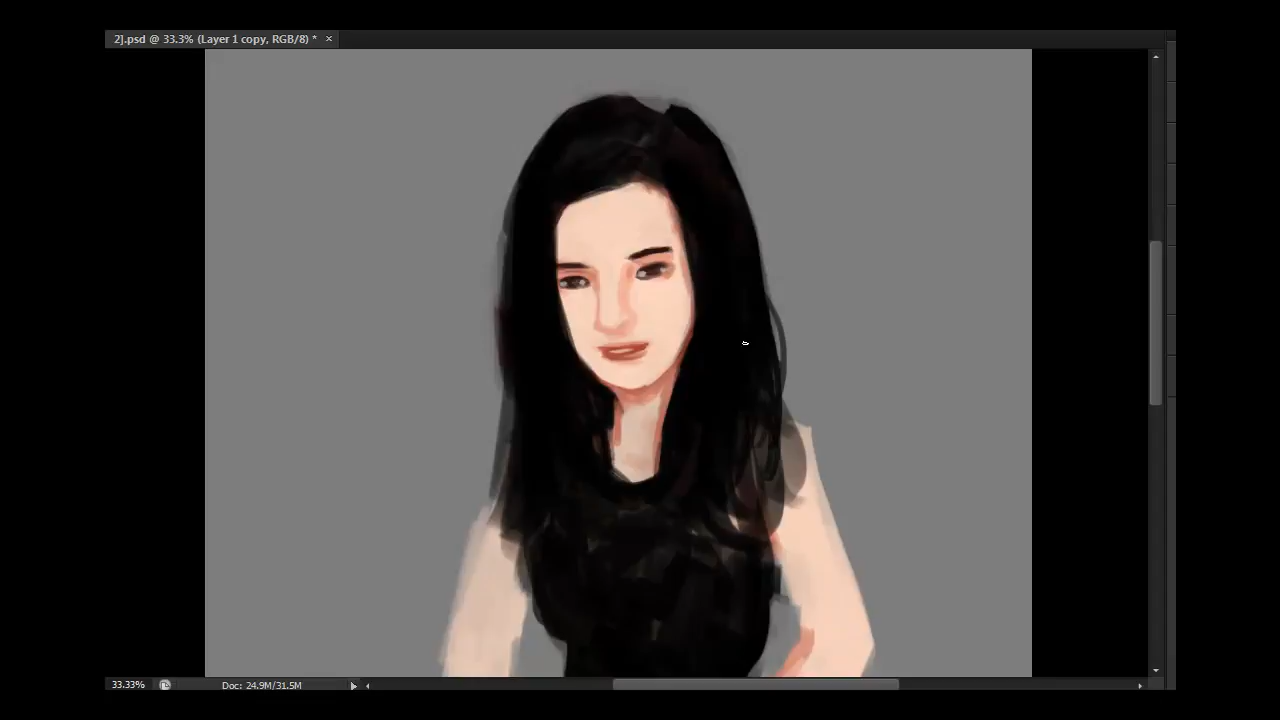 2].psd @ 33.3% (Layer 1 copy, RGB/8) * ×
33.33% Doc: 24.9M/31.5M